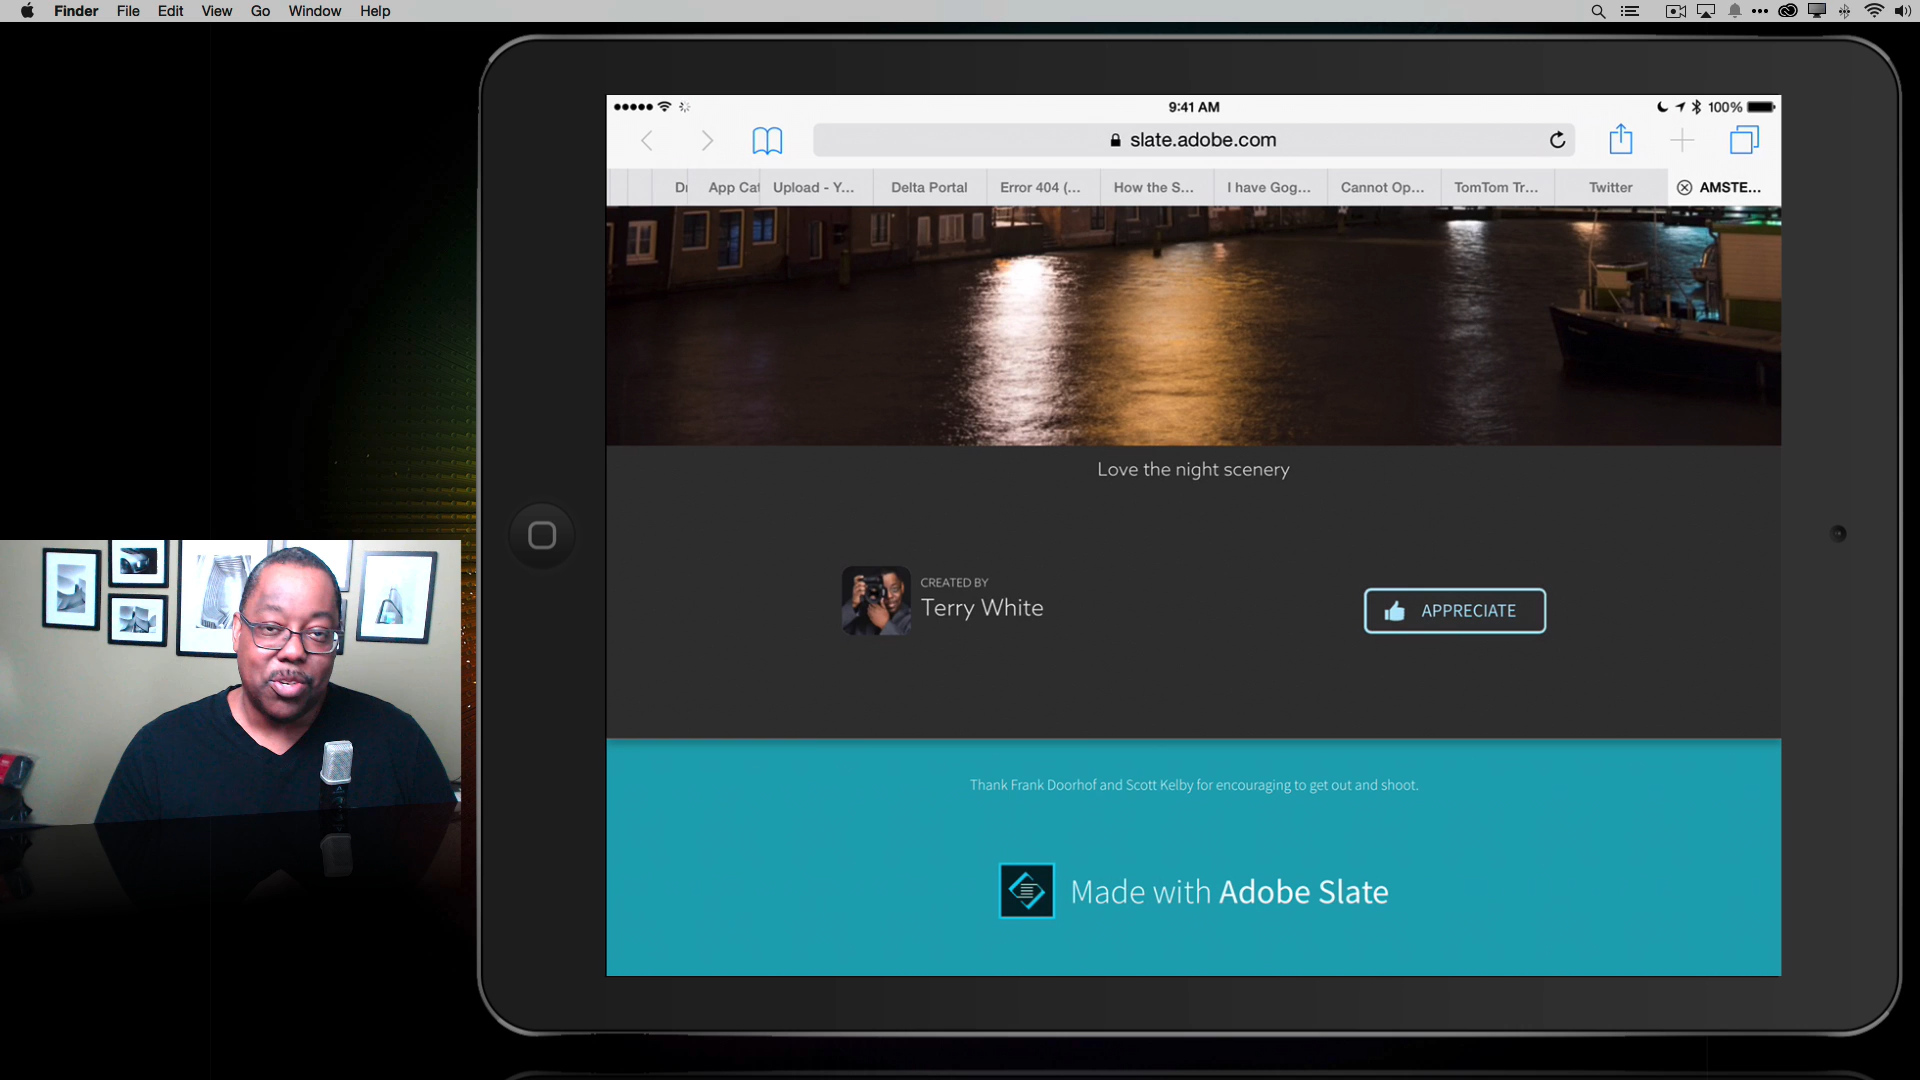 Finder File Edit View Go Window Help
9:41 AM
100%
slate.adobe.com
App Cat Upload - Y... Delta Portal Error 404 (... How the S... I have Gog... Cannot Op... TomTom Tr... Twitter AMSTE...
Love the night scenery
CREATED BY
Terry White
APPRECIATE
Thank Frank Doorhof and Scott Kelby for encouraging to get out and shoot.
Made with Adobe Slate